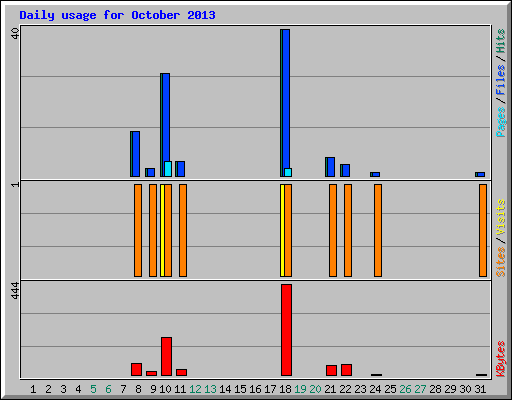 Daily usage for October 2013
40
Pages/Files/Hits
1
Sites/Visits
444
KBytes
1 2 3 4 5 6 7 8 9 10 11 12 13 14 15 16 17 18 19 20 21 22 23 24 25 26 27 28 29 30 31